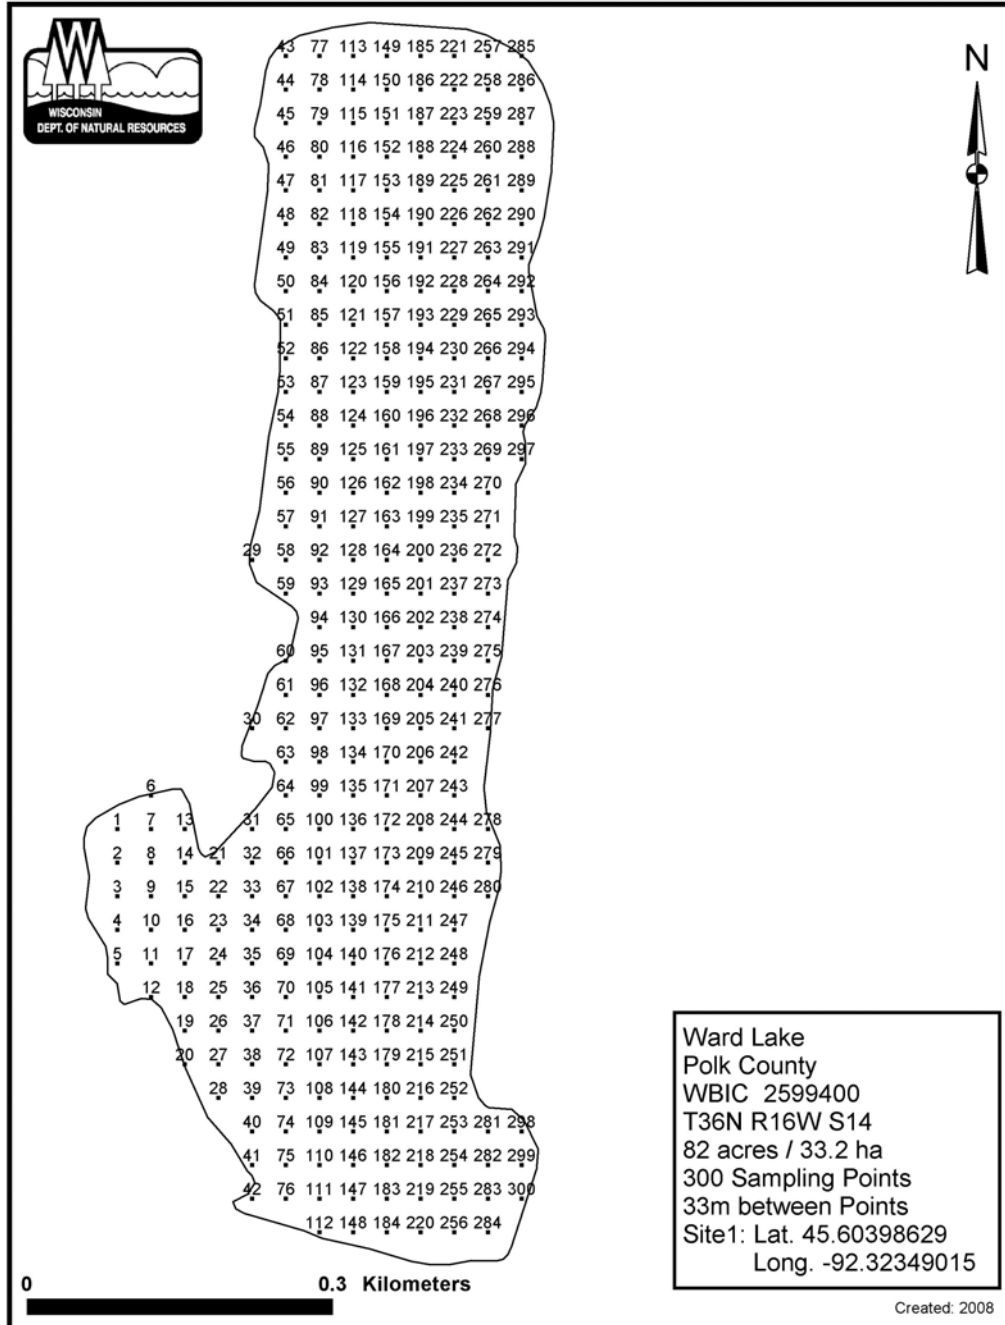 WISCONSIN
DEPT. OF NATURAL RESOURCES
N
43 77 113 149 185 221 257 285
44 78 114 150 186 222 258 286
45 79 115 151 187 223 259 287
46 80 116 152 188 224 260 288
47 81 117 153 189 225 261 289
48 82 118 154 190 226 262 290
49 83 119 155 191 227 263 291
50 84 120 156 192 228 264 292
51 85 121 157 193 229 265 293
52 86 122 158 194 230 266 294
53 87 123 159 195 231 267 295
54 88 124 160 196 232 268 296
55 89 125 161 197 233 269 297
56 90 126 162 198 234 270
57 91 127 163 199 235 271
29 58 92 128 164 200 236 272
59 93 129 165 201 237 273
94 130 166 202 238 274
60 95 131 167 203 239 275
61 96 132 168 204 240 276
30 62 97 133 169 205 241 277
63 98 134 170 206 242
6 64 99 135 171 207 243
1 7 13 31 65 100 136 172 208 244 278
2 8 14 21 32 66 101 137 173 209 245 279
3 9 15 22 33 67 102 138 174 210 246 280
4 10 16 23 34 68 103 139 175 211 247
5 11 17 24 35 69 104 140 176 212 248
12 18 25 36 70 105 141 177 213 249
19 26 37 71 106 142 178 214 250
20 27 38 72 107 143 179 215 251
28 39 73 108 144 180 216 252
40 74 109 145 181 217 253 281 298
41 75 110 146 182 218 254 282 299
42 76 111 147 183 219 255 283 300
112 148 184 220 256 284
0 0.3 Kilometers
Ward Lake
Polk County
WBIC 2599400
T36N R16W S14
82 acres / 33.2 ha
300 Sampling Points
33m between Points
Site1: Lat. 45.60398629
Long. -92.32349015
Created: 2008